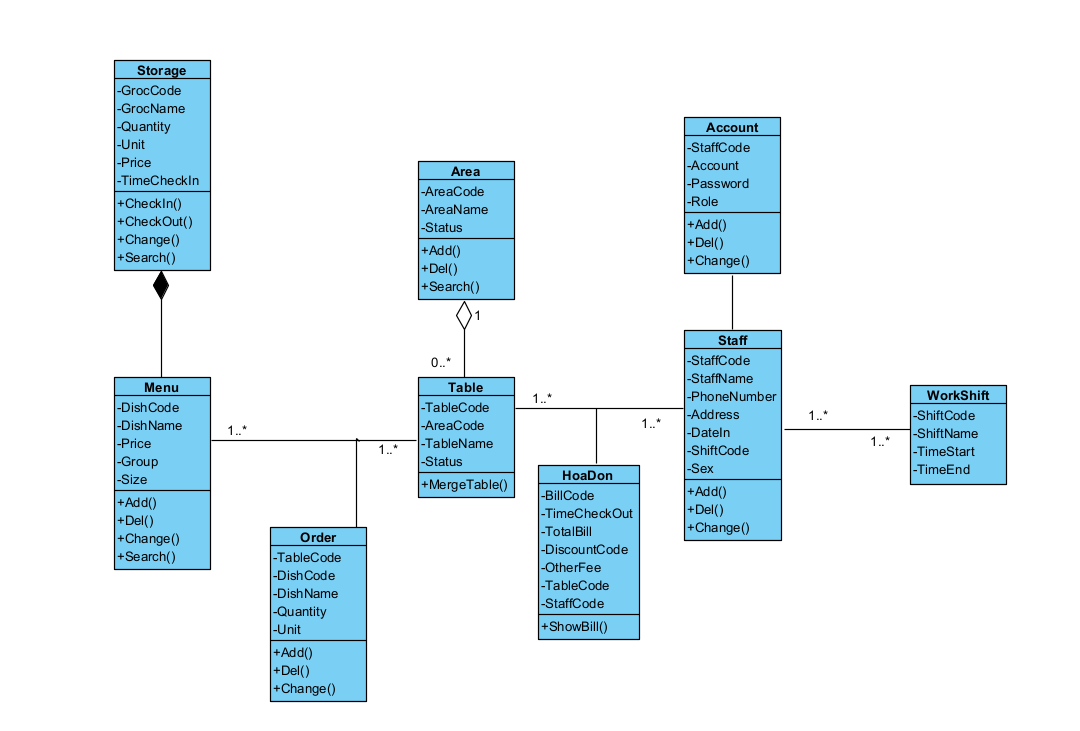 Storage
-GrocCode
-GrocName
-Quantity
-Unit
-Price
-TimeCheckIn
+CheckIn()
+CheckOut()
+Change()
+Search()
Area
-AreaCode
-AreaName
-Status
+Add()
+Del()
+Search()
1
0..*
Account
-StaffCode
-Account
-Password
-Role
+Add()
+Del()
+Change()
Menu
-DishCode
-DishName
-Price
-Group
-Size
+Add()
+Del()
+Change()
+Search()
1..*
1..*
Table
-TableCode
-AreaCode
-TableName
-Status
+MergeTable()
1..*
1..*
Staff
-StaffCode
-StaffName
-PhoneNumber
-Address
-DateIn
-ShiftCode
-Sex
+Add()
+Del()
+Change()
1..*
1..*
WorkShift
-ShiftCode
-ShiftName
-TimeStart
-TimeEnd
Order
-TableCode
-DishCode
-DishName
-Quantity
-Unit
+Add()
+Del()
+Change()
HoaDon
-BillCode
-TimeCheckOut
-TotalBill
-DiscountCode
-OtherFee
-TableCode
-StaffCode
+ShowBill()